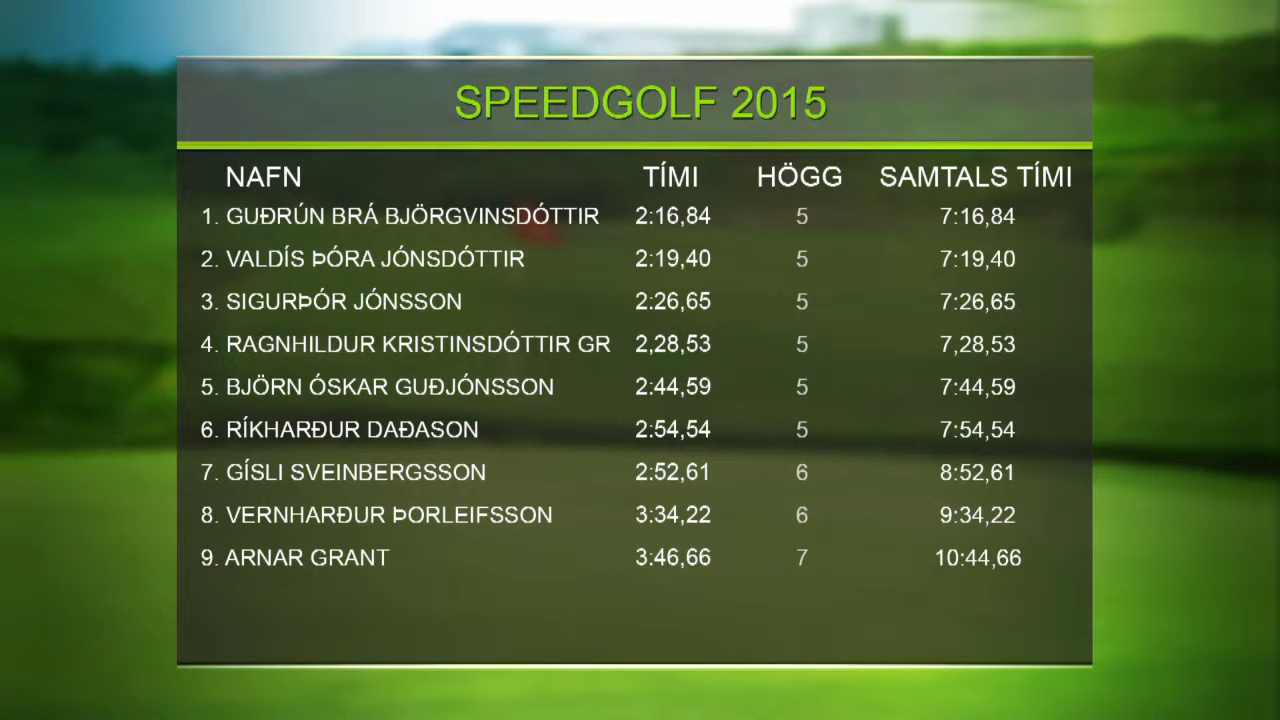 SPEEDGOLF 2015
NAFN TÍMI HÖGG SAMTALS TÍMI
1. GUÐRÚN BRÁ BJÖRGVINSDÓTTIR 2:16,84 5 7:16,84
2. VALDÍS ÞÓRA JÓNSDÓTTIR 2:19,40 5 7:19,40
3. SIGURÞÓR JÓNSSON 2:26,65 5 7:26,65
4. RAGNHILDUR KRISTINSDÓTTIR GR 2,28,53 5 7,28,53
5. BJÖRN ÓSKAR GUÐJÓNSSON 2:44,59 5 7:44,59
6. RÍKHARÐUR DAÐASON 2:54,54 5 7:54,54
7. GÍSLI SVEINBERGSSON 2:52,61 6 8:52,61
8. VERNHARÐUR ÞORLEIFSSON 3:34,22 6 9:34,22
9. ARNAR GRANT 3:46,66 7 10:44,66